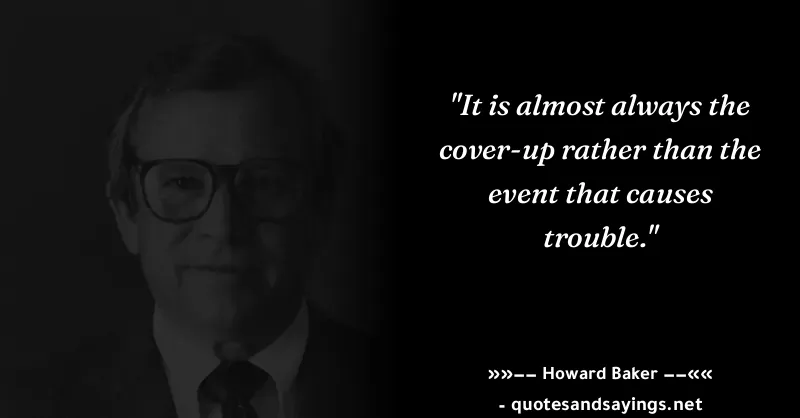 "It is almost always the
cover-up rather than the
event that causes
trouble."
»»–– Howard Baker ––««
- quotesandsayings.net